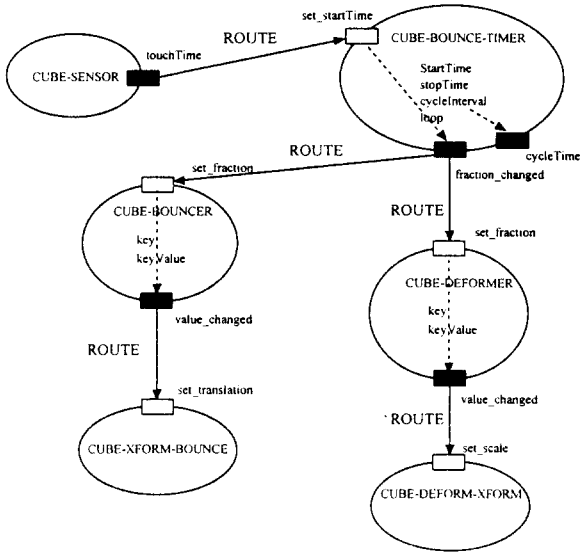 set_startTime
ROUTE
CUBE-BOUNCE-TIMER
touchTime
CUBE-SENSOR
StartTime
stopTime
cycleInterval
loop
ROUTE
cycleTime
set_fraction
fraction_changed
CUBE-BOUNCER
ROUTE
set_fraction
key
keyValue
CUBE-DEFORMER
key
keyValue
value_changed
ROUTE
value_changed
set_translation
ROUTE
CUBE-XFORM-BOUNCE
set_scale
CUBE-DEFORM-XFORM